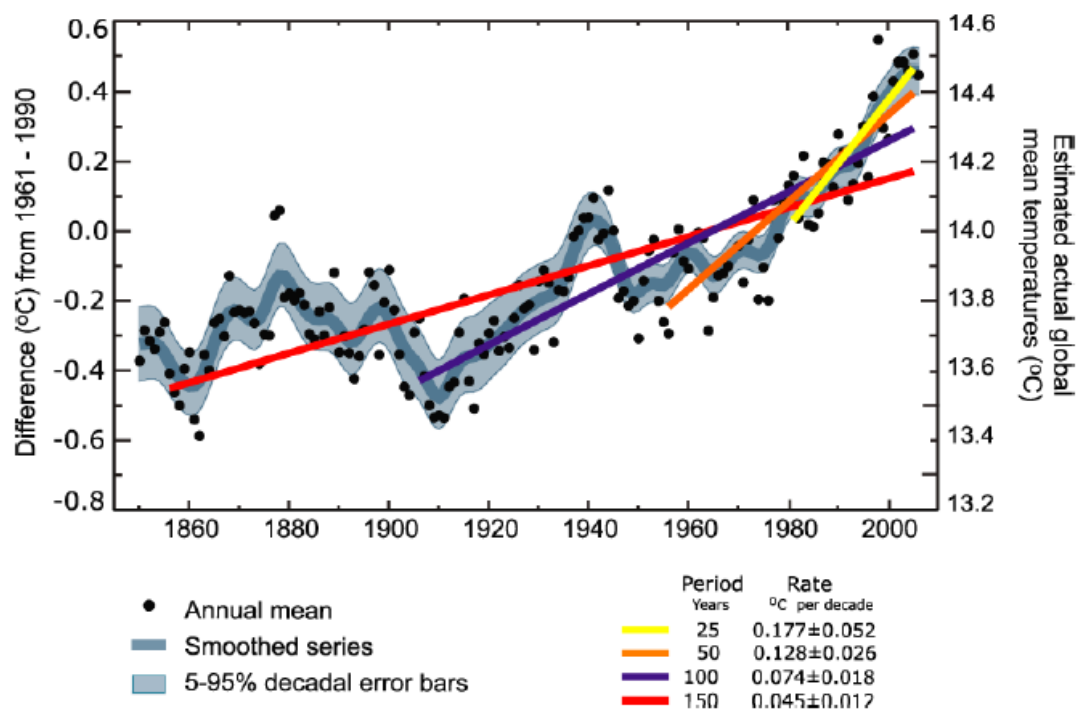 Difference (ºC) from 1961 - 1990
0.6
0.4
0.2
0.0
-0.2
-0.4
-0.6
-0.8
14.6
14.4
14.2
14.0
13.8
13.6
13.4
13.2
Estimated actual global
mean temperatures (ºC)
1860 1880 1900 1920 1940 1960 1980 2000
Annual mean
Smoothed series
5-95% decadal error bars
Period Rate
Years ºC per decade
25 0.177±0.052
50 0.128±0.026
100 0.074±0.018
150 0.045±0.012